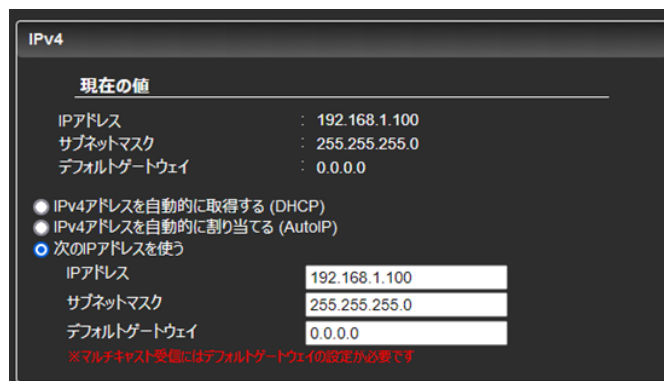 IPv4
現在の値
IPアドレス : 192.168.1.100
サブネットマスク : 255.255.255.0
デフォルトゲートウェイ : 0.0.0.0
IPv4アドレスを自動的に取得する (DHCP)
IPv4アドレスを自動的に割り当てる (AutoIP)
次のIPアドレスを使う
IPアドレス 192.168.1.100
サブネットマスク 255.255.255.0
デフォルトゲートウェイ 0.0.0.0
※マルチキャスト受信にはデフォルトゲートウェイの設定が必要です